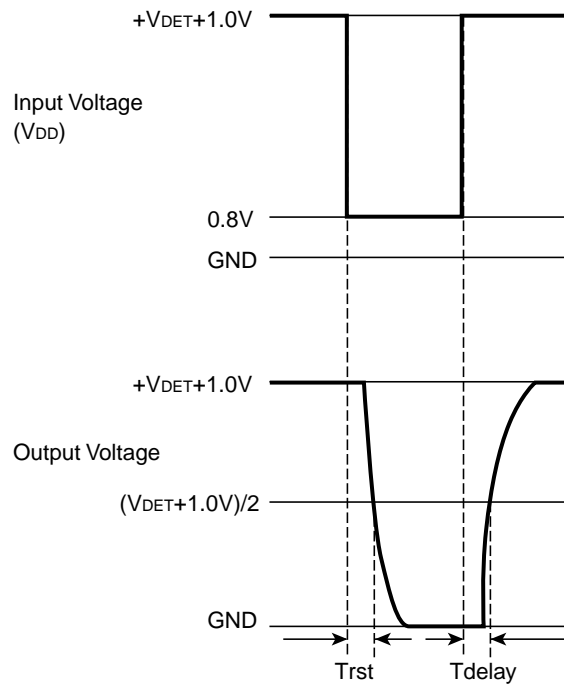 +VDET+1.0V
Input Voltage
(VDD)
0.8V
GND
+VDET+1.0V
Output Voltage
(VDET+1.0V)/2
GND
Trst
Tdelay